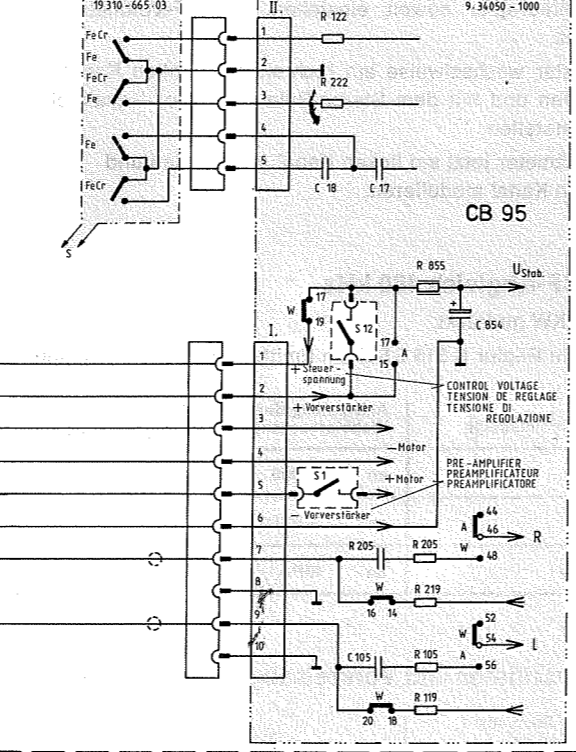 19 310 - 665 - 03
II.
9.34050 - 1000
R 122
FeCr
Fe
FeCr
Fe
Fe
FeCr
1
2
R 222
3
4
5
C 18
C 17
S
CB 95
R 855
U Stab.
W
17
19
S 12
17
A
15
+
C 854
I.
1
+ Steuer-
spannung
2
+ Vorverstärker
CONTROL VOLTAGE
TENSION DE REGLAGE
TENSIONE DI
REGOLAZIONE
3
4
- Motor
5
S 1
+ Motor
PRE-AMPLIFIER
PREAMPLIFICATEUR
PREAMPLIFICATORE
- Vorverstärker
6
44
A
46
R
7
R 205
R 205
W
48
8
W
16
14
R 219
9
52
W
54
L
10
C 105
R 105
A
56
W
20
18
R 119